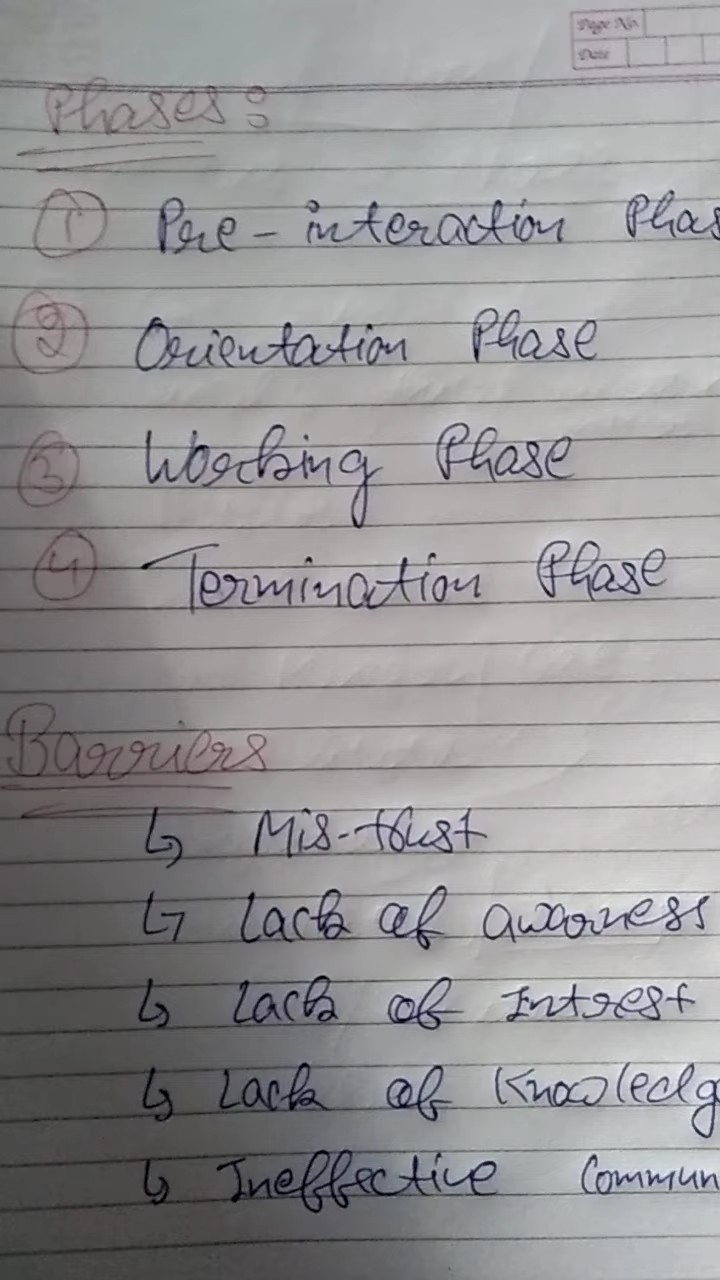 Page No.
Date
Phases:
① Pre-interaction Phas
② Orientation Phase
③ Working Phase
④ Termination Phase
Barriers
↳ Mis-trust
↳ Lack of awarness
↳ Lack of Intrest
↳ Lack of Knowledg
↳ Ineffective Commun